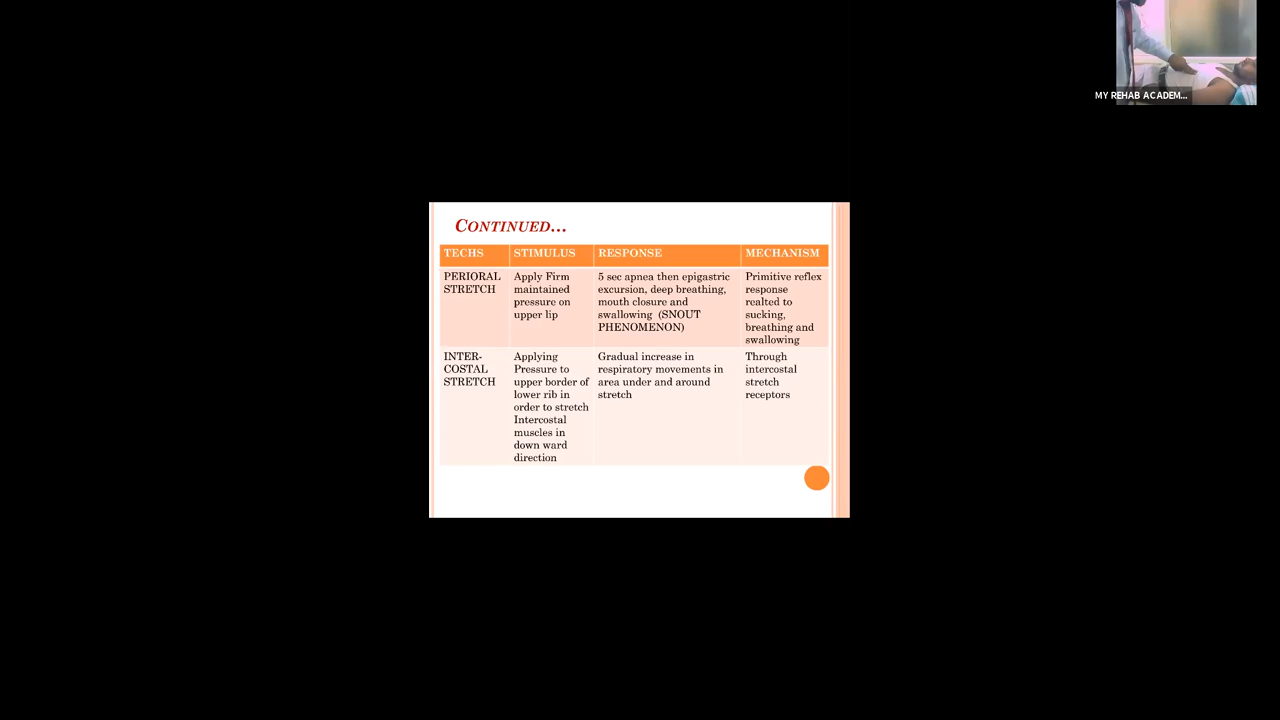 MY REHAB ACADEM...
CONTINUED...
TECHS STIMULUS RESPONSE MECHANISM
PERIORAL
STRETCH
Apply Firm
maintained
pressure on
upper lip
5 sec apnea then epigastric
excursion, deep breathing,
mouth closure and
swallowing (SNOUT
PHENOMENON)
Primitive reflex
response
realted to
sucking,
breathing and
swallowing
INTER-
COSTAL
STRETCH
Applying
Pressure to
upper border of
lower rib in
order to stretch
Intercostal
muscles in
down ward
direction
Gradual increase in
respiratory movements in
area under and around
stretch
Through
intercostal
stretch
receptors